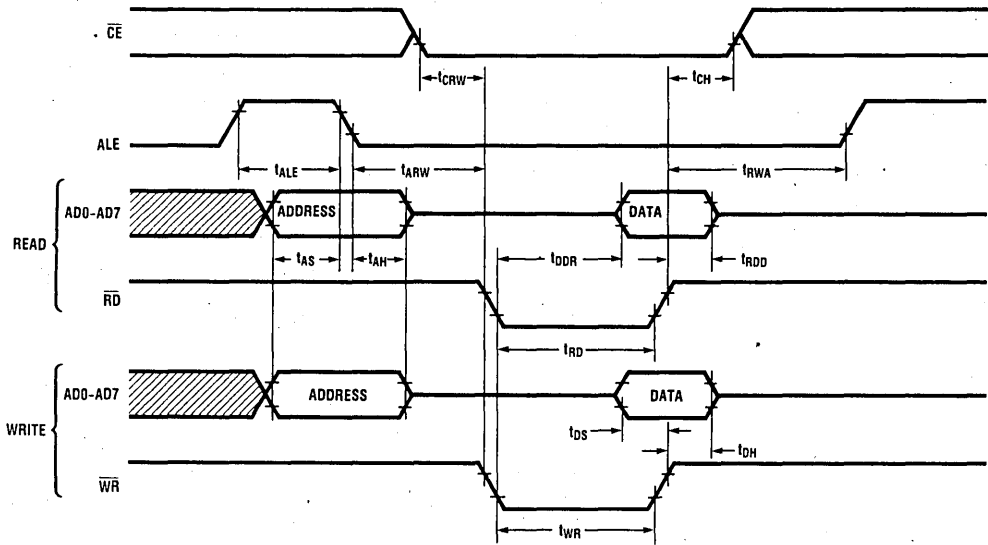 CE
tCRW
tCH
ALE
tALE
tARW
tRWA
READ
AD0-AD7
ADDRESS
DATA
tAS
tAH
tDDR
tRDD
RD
tRD
WRITE
AD0-AD7
ADDRESS
DATA
tDS
tDH
WR
tWR